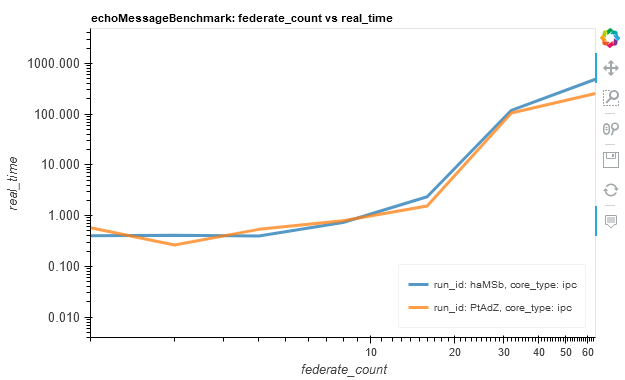 echoMessageBenchmark: federate_count vs real_time
1000.000
100.000
10.000
1.000
0.100
0.010
real_time
run_id: haMSb, core_type: ipc
run_id: PtAdZ, core_type: ipc
10 20 30 40 50 60
federate_count